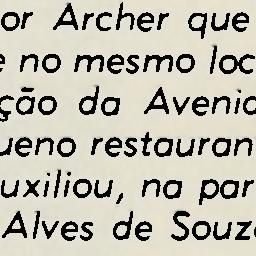 or Archer que
no mesmo loc
ção da Avenid
ueno restauran
uxiliou, na par
Alves de Souz